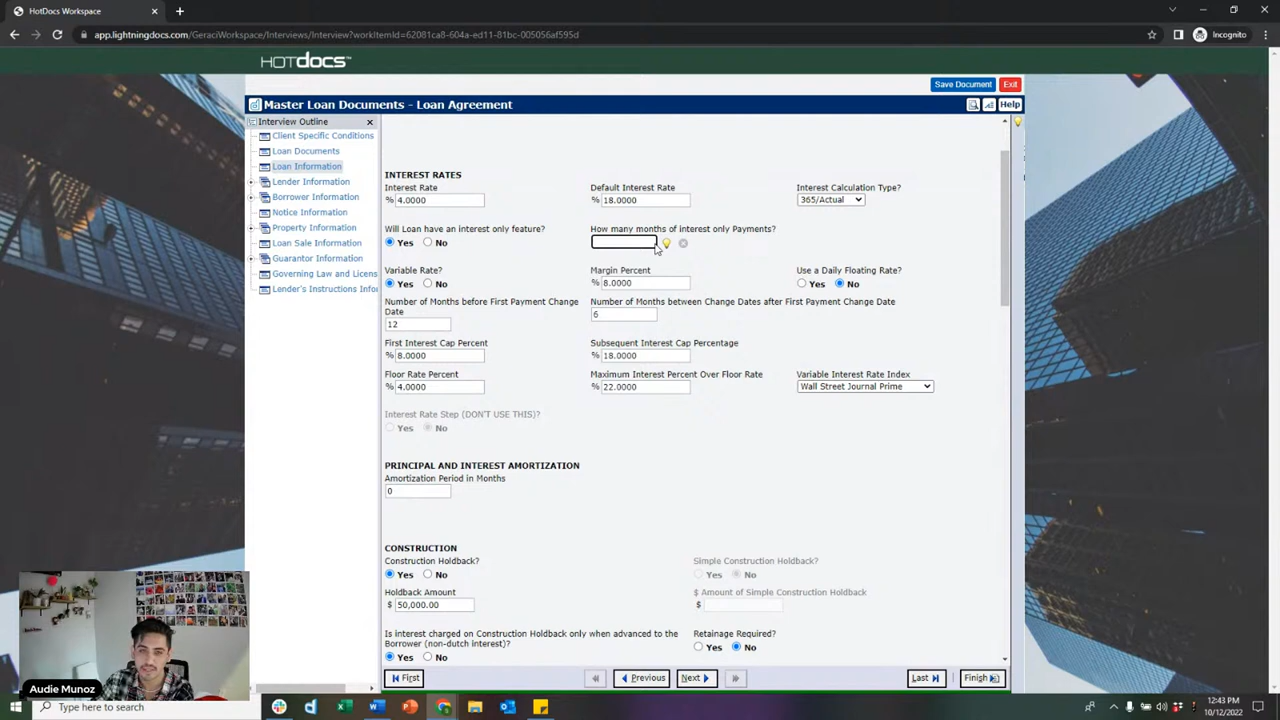 HotDocs Workspace
Incognito
app.lightningdocs.com/GeraciWorkspace/Interviews/Interview?workItemId=62081ca8-604a-ed11-81bc-005056af595d
HOTDOCS
Save Document Exit
Master Loan Documents - Loan Agreement Help
Interview Outline
Client Specific Conditions
Loan Documents
Loan Information
Lender Information
Borrower Information
Notice Information
Property Information
Loan Sale Information
Guarantor Information
Governing Law and Licens
Lender's Instructions Infor
INTEREST RATES
Interest Rate Default Interest Rate Interest Calculation Type?
% 4.0000 % 18.0000 365/Actual
Will Loan have an interest only feature? How many months of interest only Payments?
Yes No
Variable Rate? Margin Percent Use a Daily Floating Rate?
Yes No % 8.0000 Yes No
Number of Months before First Payment Change Date Number of Months between Change Dates after First Payment Change Date
12 6
First Interest Cap Percent Subsequent Interest Cap Percentage
% 8.0000 % 18.0000
Floor Rate Percent Maximum Interest Percent Over Floor Rate Variable Interest Rate Index
% 4.0000 % 22.0000 Wall Street Journal Prime
Interest Rate Step (DON'T USE THIS)?
Yes No
PRINCIPAL AND INTEREST AMORTIZATION
Amortization Period in Months
0
CONSTRUCTION
Construction Holdback? Simple Construction Holdback?
Yes No Yes No
Holdback Amount $ Amount of Simple Construction Holdback
$ 50,000.00 $
Is interest charged on Construction Holdback only when advanced to the Borrower (non-dutch interest)? Retainage Required?
Yes No Yes No
First Previous Next Last Finish
Audie Munoz
Type here to search
12:43 PM
10/12/2022